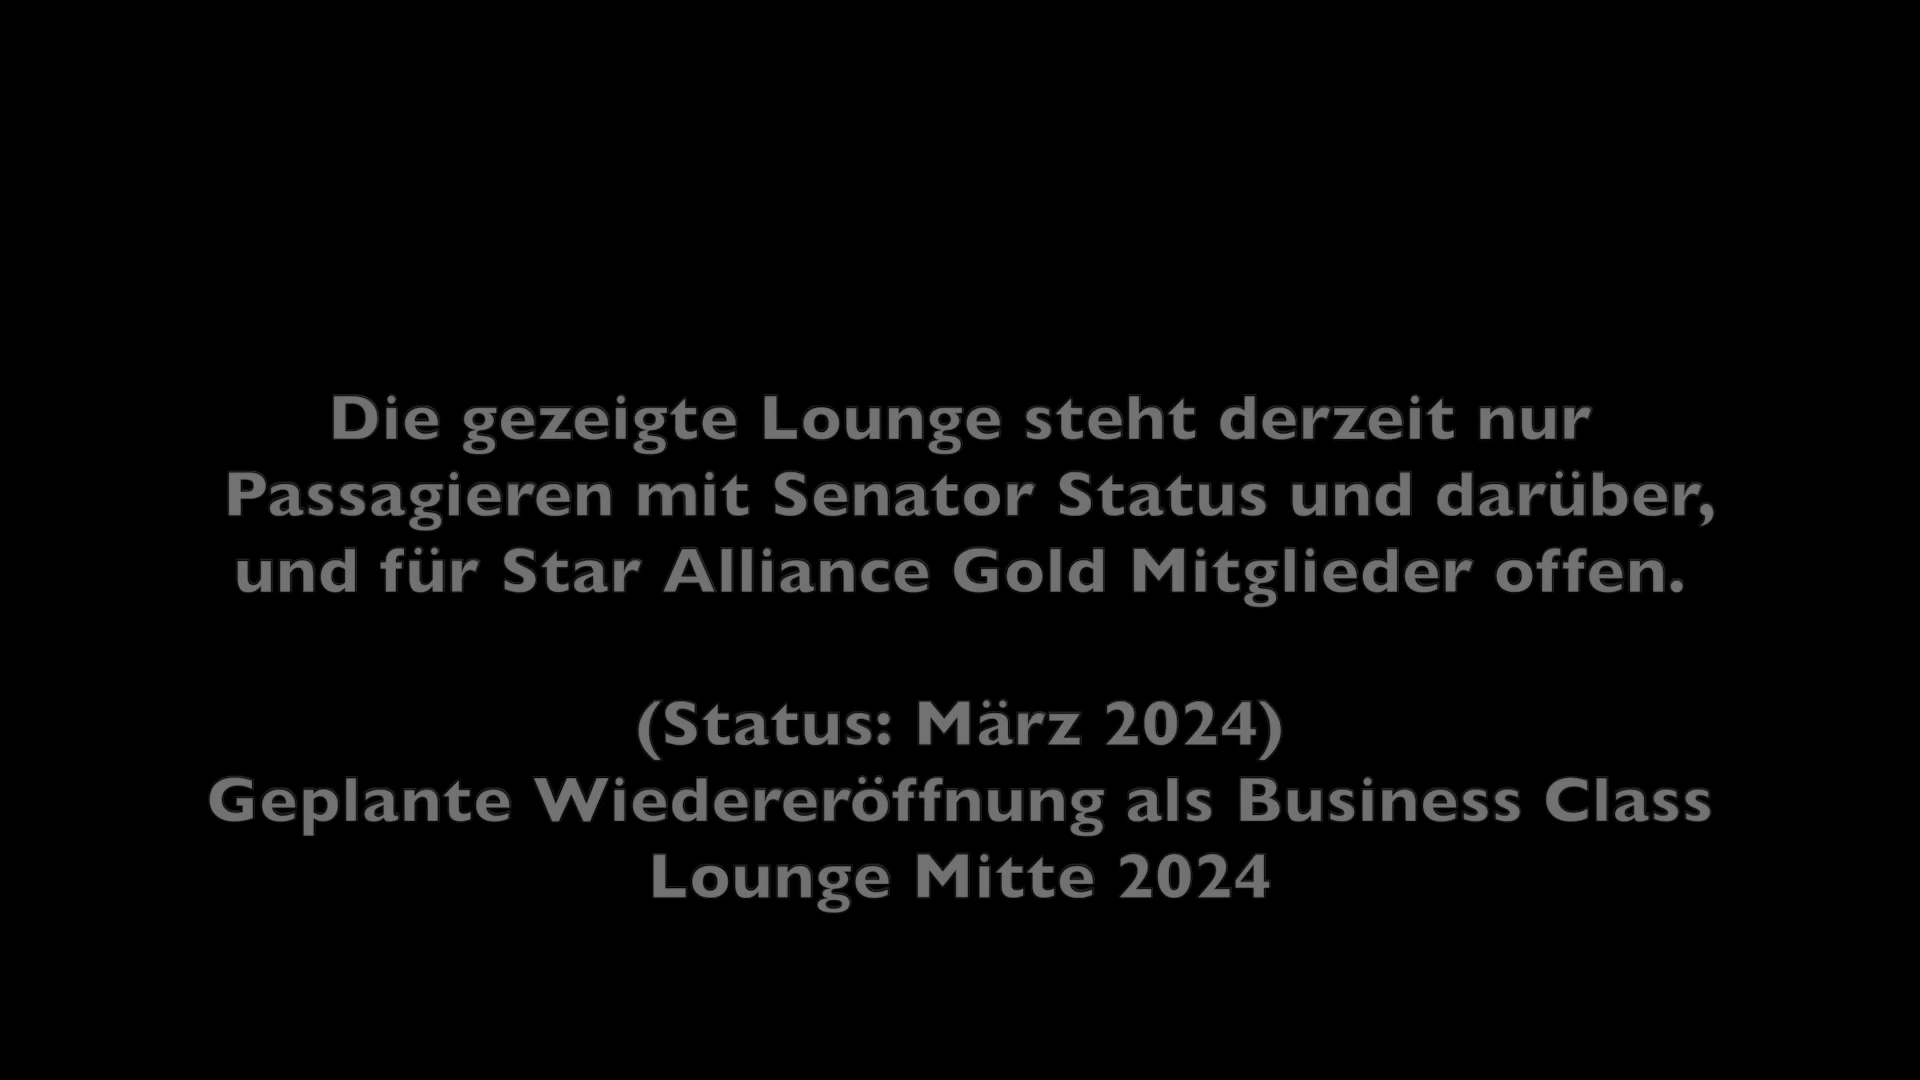 Die gezeigte Lounge steht derzeit nur
Passagieren mit Senator Status und darüber,
und für Star Alliance Gold Mitglieder offen.
(Status: März 2024)
Geplante Wiedereröffnung als Business Class
Lounge Mitte 2024